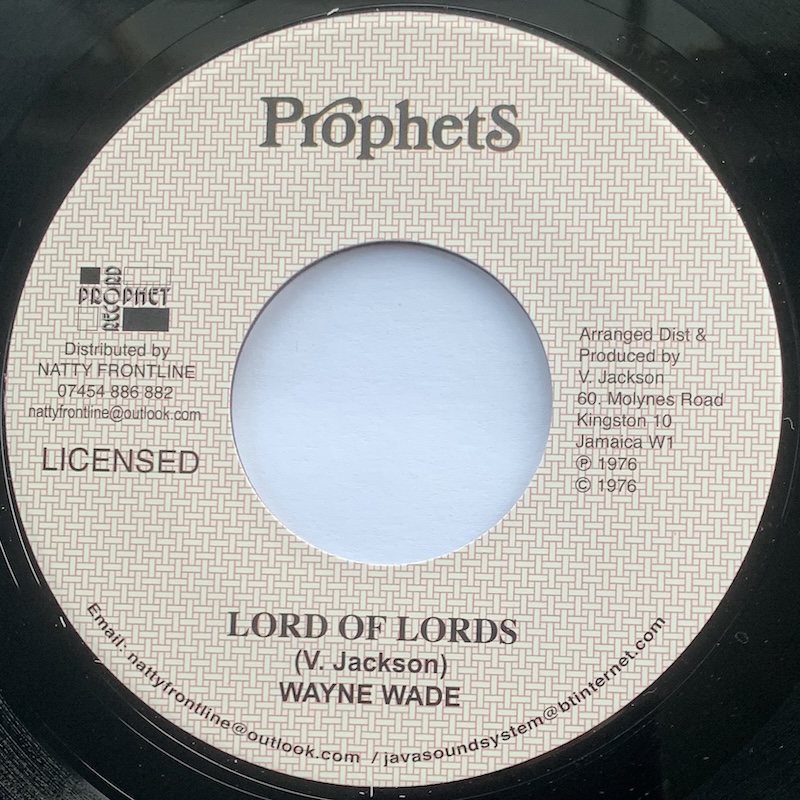 Prophets
PROPHET
RECORD
Distributed by
NATTY FRONTLINE
07454 886 882
nattyfrontline@outlook.com
LICENSED
Arranged Dist &
Produced by
V. Jackson
60. Molynes Road
Kingston 10
Jamaica W1
℗ 1976
© 1976
LORD OF LORDS
(V. Jackson)
WAYNE WADE
Email: nattyfrontline@outlook.com / javasoundsystem@btinternet.com